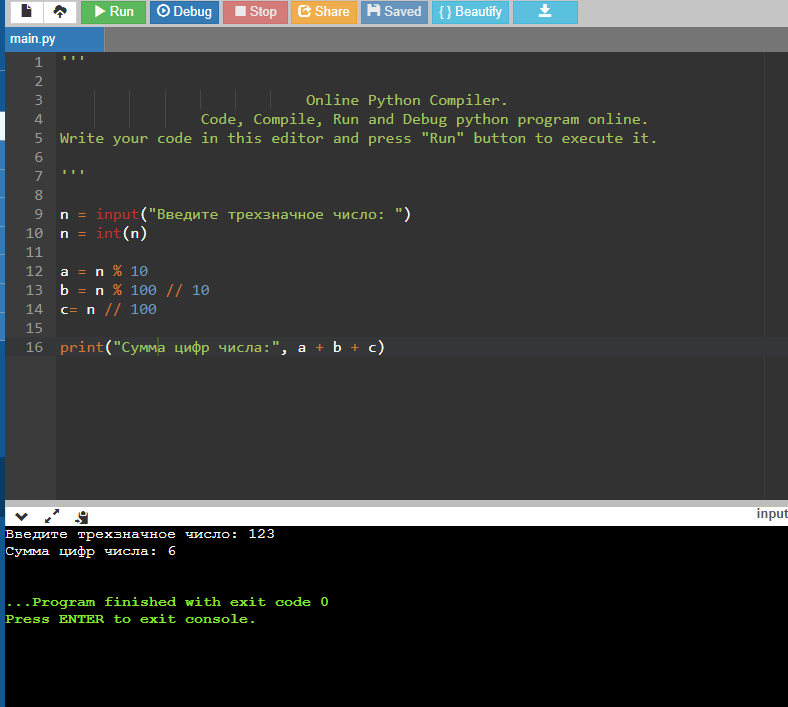 Run Debug Stop Share Saved { } Beautify
main.py
1 '''
2
3 Online Python Compiler.
4 Code, Compile, Run and Debug python program online.
5 Write your code in this editor and press "Run" button to execute it.
6
7 '''
8
9 n = input("Введите трехзначное число: ")
10 n = int(n)
11
12 a = n % 10
13 b = n % 100 // 10
14 c= n // 100
15
16 print("Сумма цифр числа:", a + b + c)
input
Введите трехзначное число: 123
Сумма цифр числа: 6
...Program finished with exit code 0
Press ENTER to exit console.